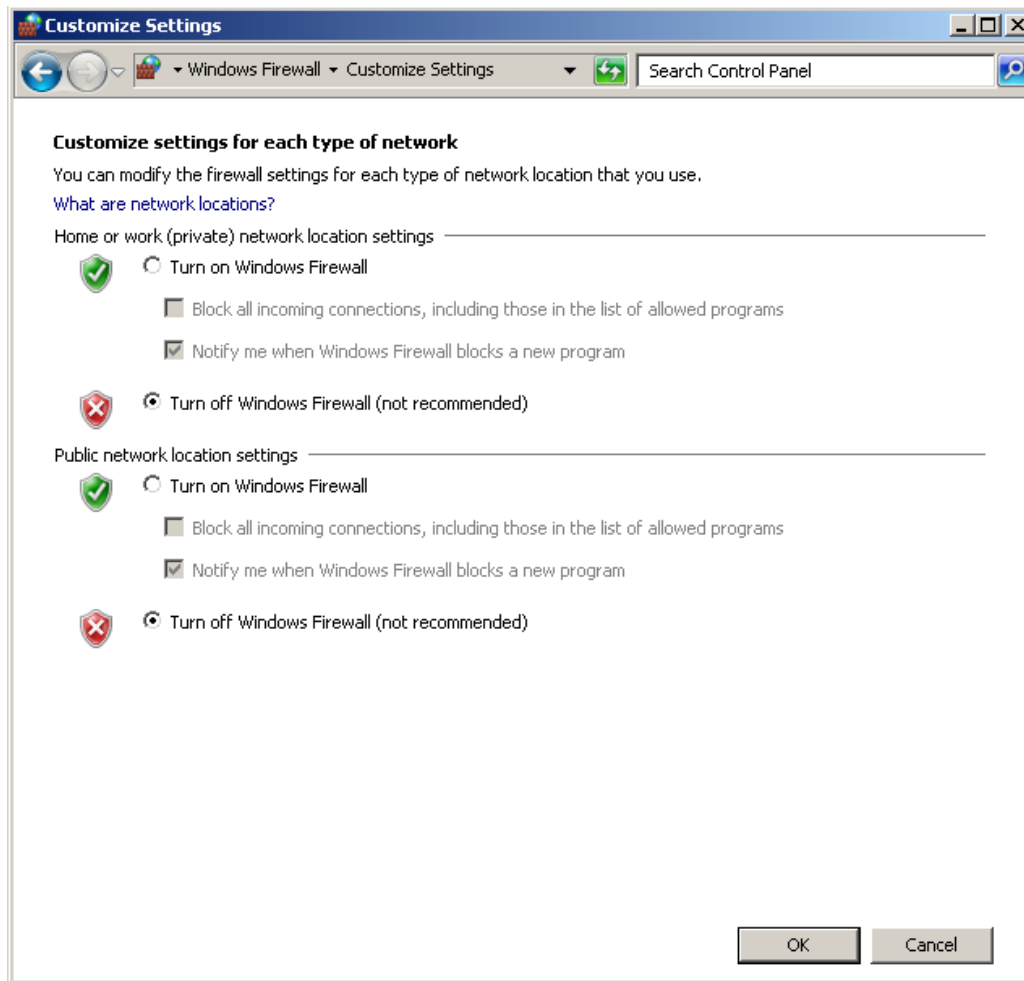 Customize Settings
Windows Firewall Customize Settings Search Control Panel
Customize settings for each type of network
You can modify the firewall settings for each type of network location that you use.
What are network locations?
Home or work (private) network location settings
Turn on Windows Firewall
Block all incoming connections, including those in the list of allowed programs
Notify me when Windows Firewall blocks a new program
Turn off Windows Firewall (not recommended)
Public network location settings
Turn on Windows Firewall
Block all incoming connections, including those in the list of allowed programs
Notify me when Windows Firewall blocks a new program
Turn off Windows Firewall (not recommended)
OK Cancel